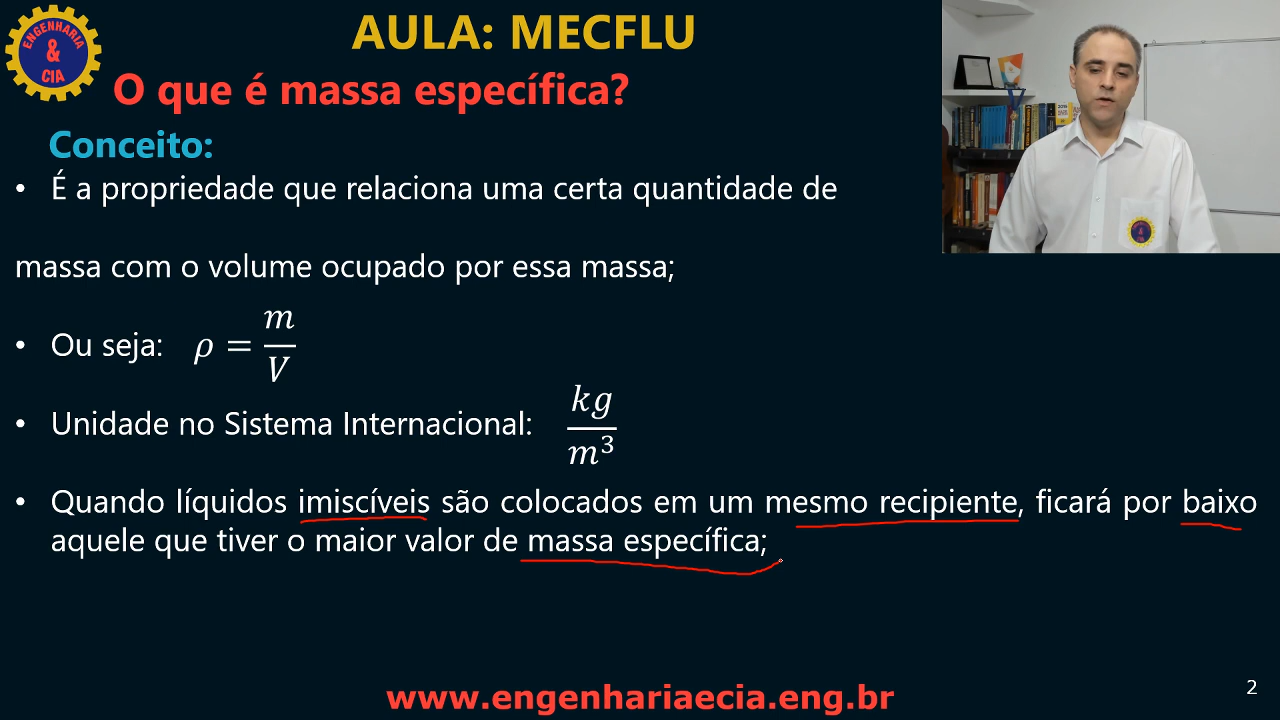 AULA: MECFLU
ENGENHARIA
&
CIA
O que é massa específica?
Conceito:
• É a propriedade que relaciona uma certa quantidade de
massa com o volume ocupado por essa massa;
• Ou seja: ρ = m/V
• Unidade no Sistema Internacional: kg/m³
• Quando líquidos imiscíveis são colocados em um mesmo recipiente, ficará por baixo
aquele que tiver o maior valor de massa específica;
www.engenhariaecia.eng.br
2